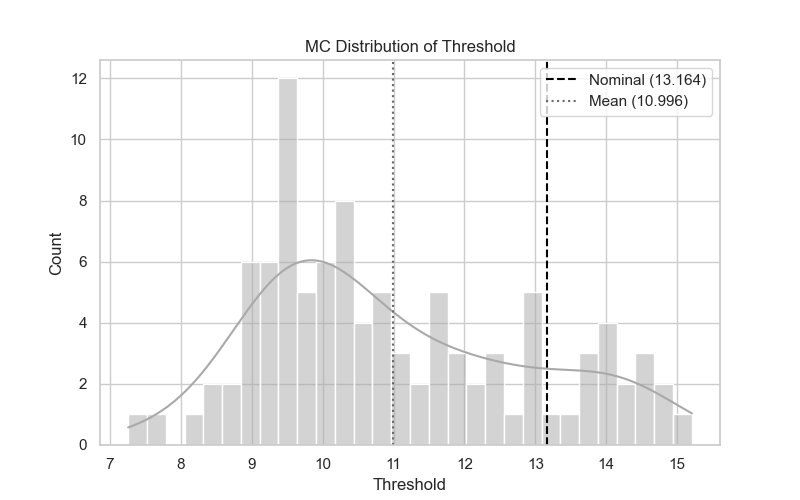 MC Distribution of Threshold
Nominal (13.164)
Mean (10.996)
12
10
8
6
4
2
0
Count
7 8 9 10 11 12 13 14 15
Threshold